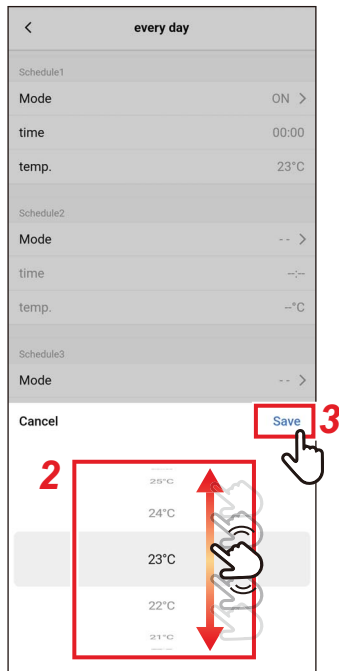 every day
Schedule1
Mode ON
time 00:00
temp. 23°C
Schedule2
Mode --
time --:--
temp. --°C
Schedule3
Mode --
Cancel Save 3
2
25°C
24°C
23°C
22°C
21°C